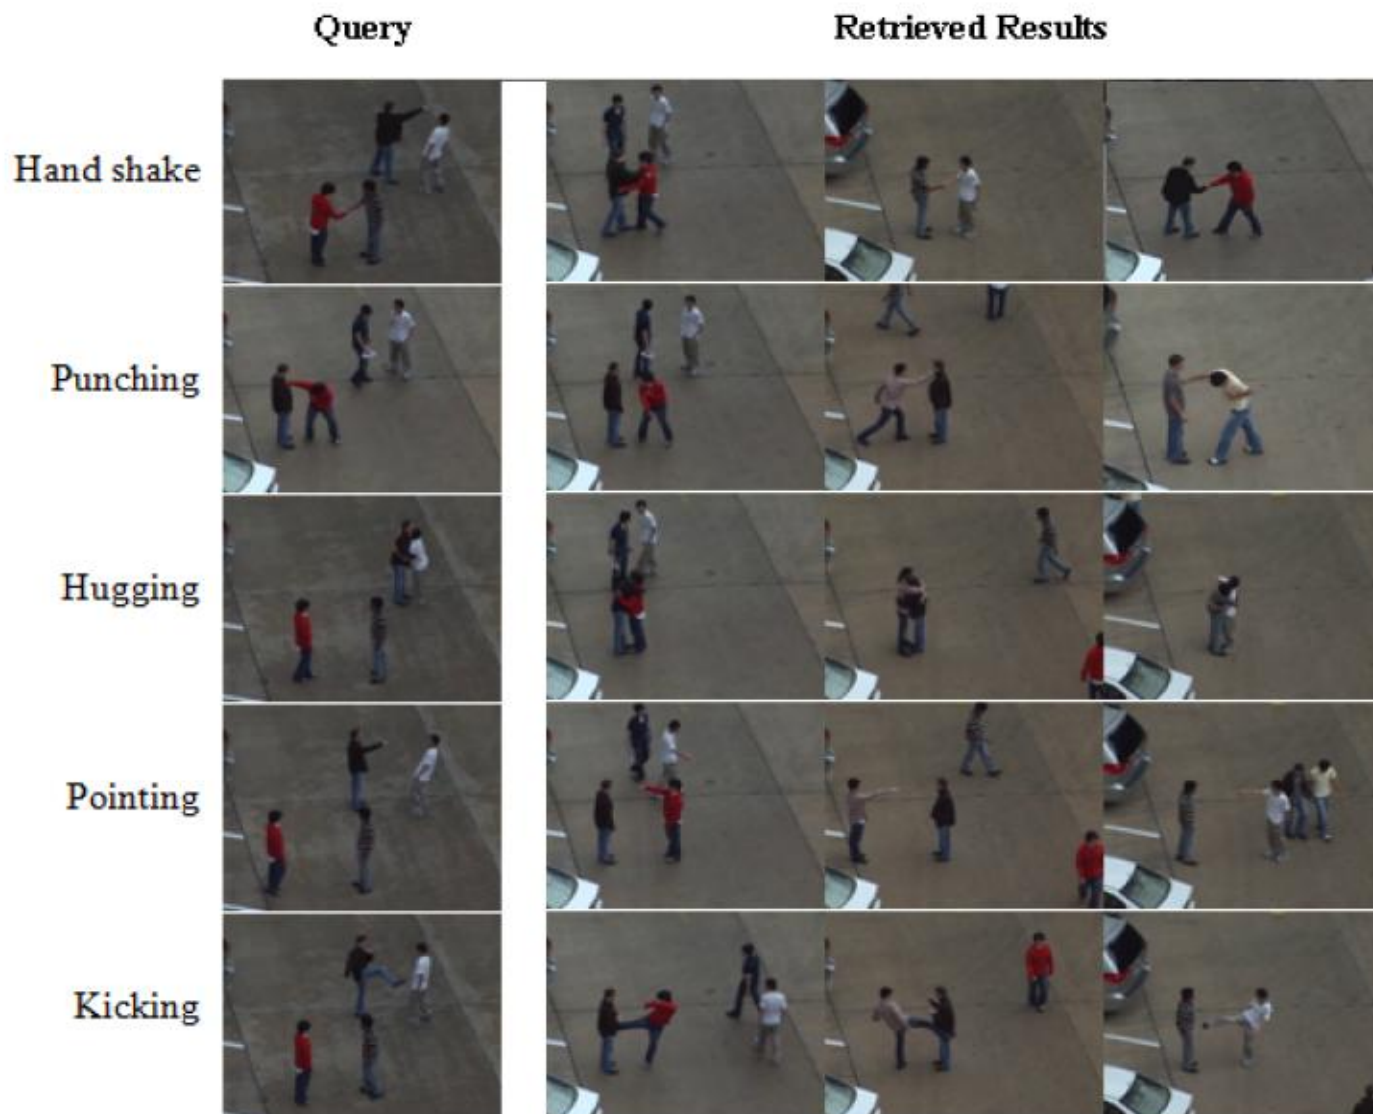 Query
Retrieved Results
Hand shake
Punching
Hugging
Pointing
Kicking